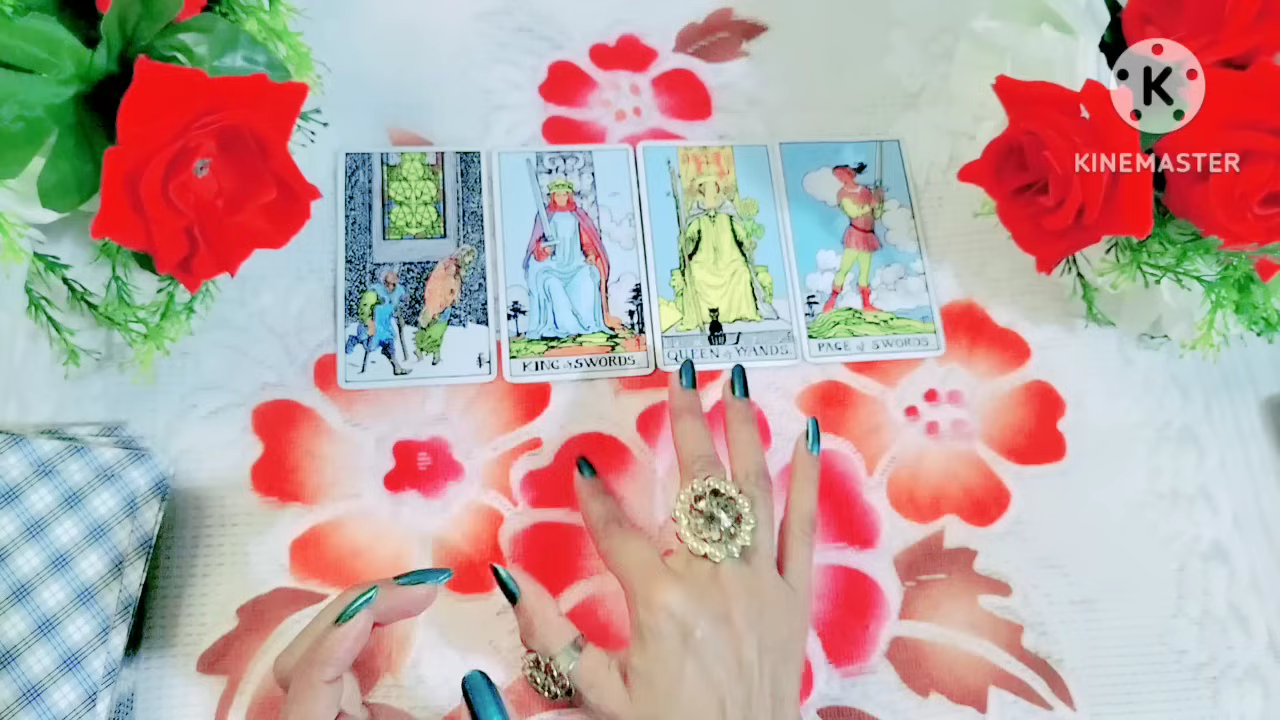 K
KINEMASTER
KING of SWORDS.
QUEEN of WANDS.
PAGE of SWORDS.